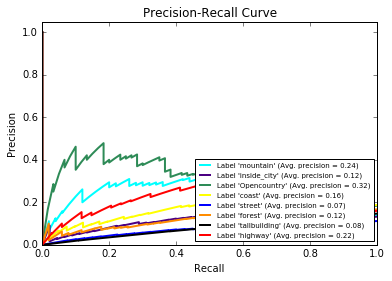 Precision-Recall Curve
1.0
0.8
0.6
0.4
0.2
0.0
Precision
Label 'mountain' (Avg. precision = 0.24)
Label 'inside_city' (Avg. precision = 0.12)
Label 'Opencountry' (Avg. precision = 0.32)
Label 'coast' (Avg. precision = 0.16)
Label 'street' (Avg. precision = 0.07)
Label 'forest' (Avg. precision = 0.12)
Label 'tallbuilding' (Avg. precision = 0.08)
Label 'highway' (Avg. precision = 0.22)
0.0 0.2 0.4 0.6 0.8 1.0
Recall